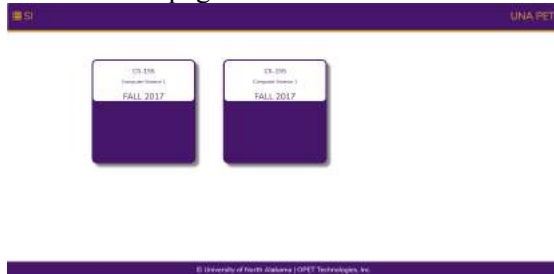 SI
UNA PET
CS-155
Computer Science 1
FALL 2017
CS-155
Computer Science 1
FALL 2017
© University of North Alabama | OPET Technologies, Inc.